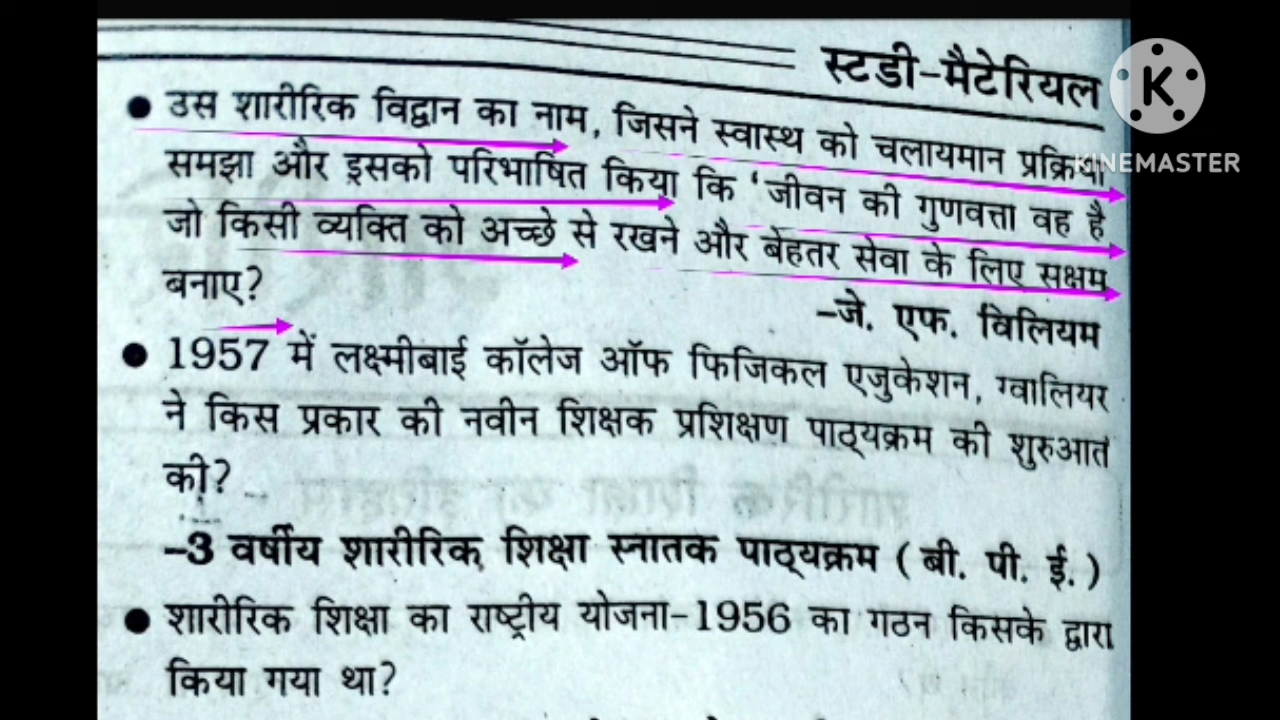 स्टडी-मैटेरियल
K
KINEMASTER
● उस शारीरिक विद्वान का नाम, जिसने स्वास्थ को चलायमान प्रक्रिया
समझा और इसको परिभाषित किया कि ‘जीवन की गुणवत्ता वह है
जो किसी व्यक्ति को अच्छे से रखने और बेहतर सेवा के लिए सक्षम
बनाए?
-जे. एफ. विलियम
● 1957 में लक्ष्मीबाई कॉलेज ऑफ फिजिकल एजुकेशन, ग्वालियर
ने किस प्रकार की नवीन शिक्षक प्रशिक्षण पाठ्यक्रम की शुरुआत
की?
-3 वर्षीय शारीरिक शिक्षा स्नातक पाठ्यक्रम ( बी. पी. ई. )
● शारीरिक शिक्षा का राष्ट्रीय योजना-1956 का गठन किसके द्वारा
किया गया था?